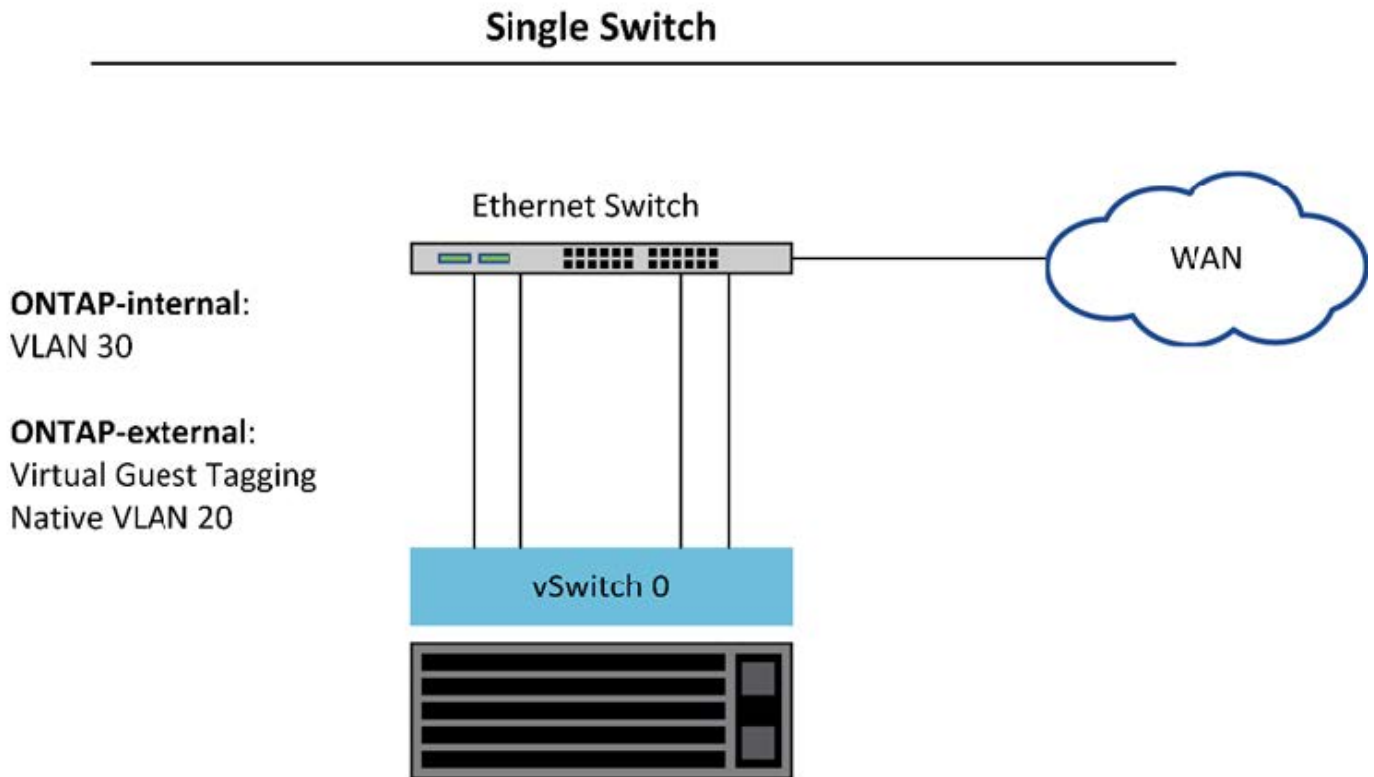 Single Switch
Ethernet Switch
WAN
ONTAP-internal:
VLAN 30
ONTAP-external:
Virtual Guest Tagging
Native VLAN 20
vSwitch 0